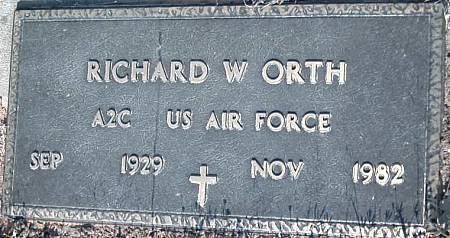 RICHARD W ORTH
A2C US AIR FORCE
SEP 1929 NOV 1982